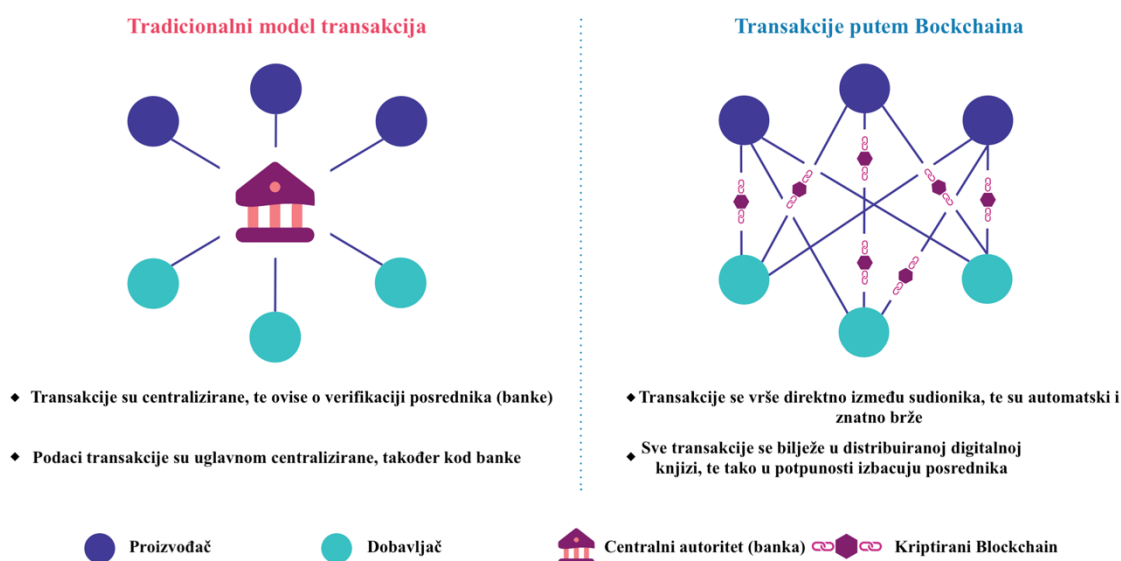 Tradicionalni model transakcija
Transakcije putem Bockchaina
Transakcije su centralizirane, te ovise o verifikaciji posrednika (banke)
Podaci transakcije su uglavnom centralizirane, također kod banke
Transakcije se vrše direktno između sudionika, te su automatski i
znatno brže
Sve transakcije se bilježe u distribuiranoj digitalnoj
knjizi, te tako u potpunosti izbacuju posrednika
Proizvođač
Dobavljač
Centralni autoritet (banka)
Kriptirani Blockchain